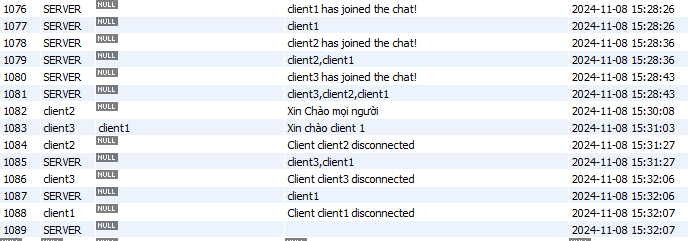 1076 SERVER NULL client1 has joined the chat! 2024-11-08 15:28:26
1077 SERVER NULL client1 2024-11-08 15:28:26
1078 SERVER NULL client2 has joined the chat! 2024-11-08 15:28:36
1079 SERVER NULL client2,client1 2024-11-08 15:28:36
1080 SERVER NULL client3 has joined the chat! 2024-11-08 15:28:43
1081 SERVER NULL client3,client2,client1 2024-11-08 15:28:43
1082 client2 NULL Xin Chào mọi người 2024-11-08 15:30:08
1083 client3 client1 Xin chào client 1 2024-11-08 15:31:03
1084 client2 NULL Client client2 disconnected 2024-11-08 15:31:27
1085 SERVER NULL client3,client1 2024-11-08 15:31:27
1086 client3 NULL Client client3 disconnected 2024-11-08 15:32:06
1087 SERVER NULL client1 2024-11-08 15:32:06
1088 client1 NULL Client client1 disconnected 2024-11-08 15:32:07
1089 SERVER NULL 2024-11-08 15:32:07